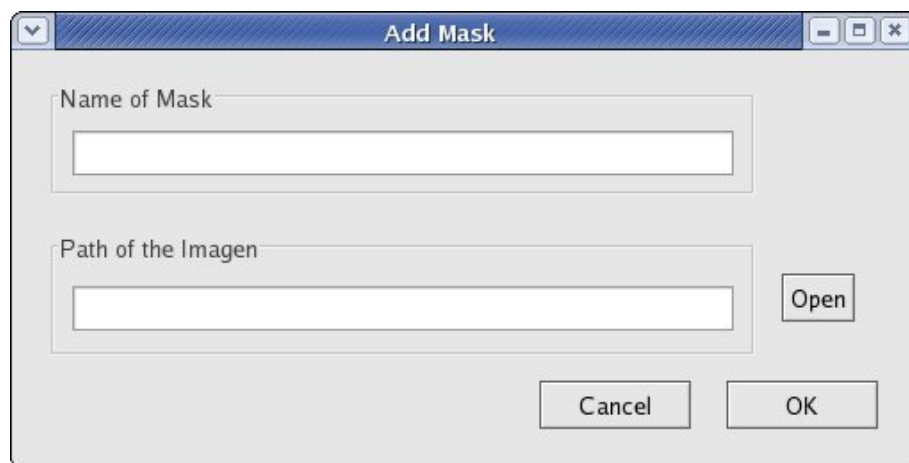 Add Mask
Name of Mask
Path of the Imagen
Open
Cancel
OK